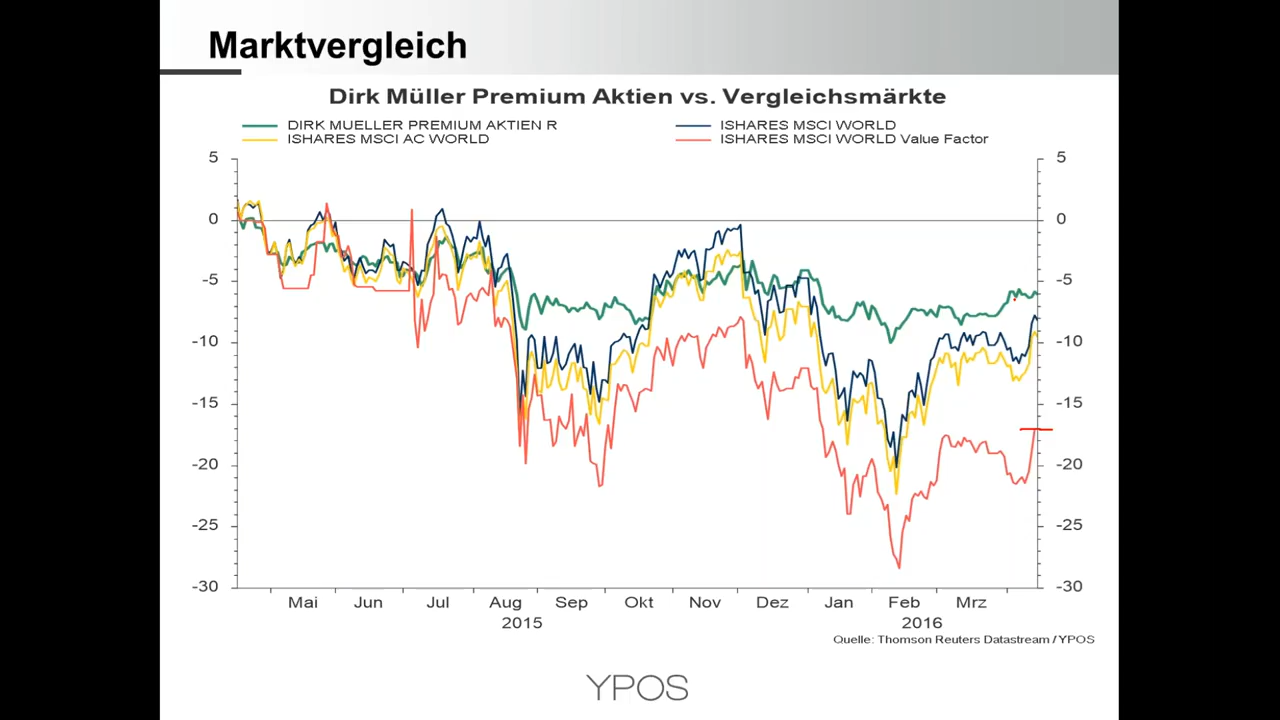 Marktvergleich
Dirk Müller Premium Aktien vs. Vergleichsmärkte
DIRK MUELLER PREMIUM AKTIEN R ISHARES MSCI WORLD
ISHARES MSCI AC WORLD ISHARES MSCI WORLD Value Factor
5 5
0 0
-5 -5
-10 -10
-15 -15
-20 -20
-25 -25
-30 -30
Mai Jun Jul Aug Sep Okt Nov Dez Jan Feb Mrz
2015 2016
Quelle: Thomson Reuters Datastream / YPOS
YPOS